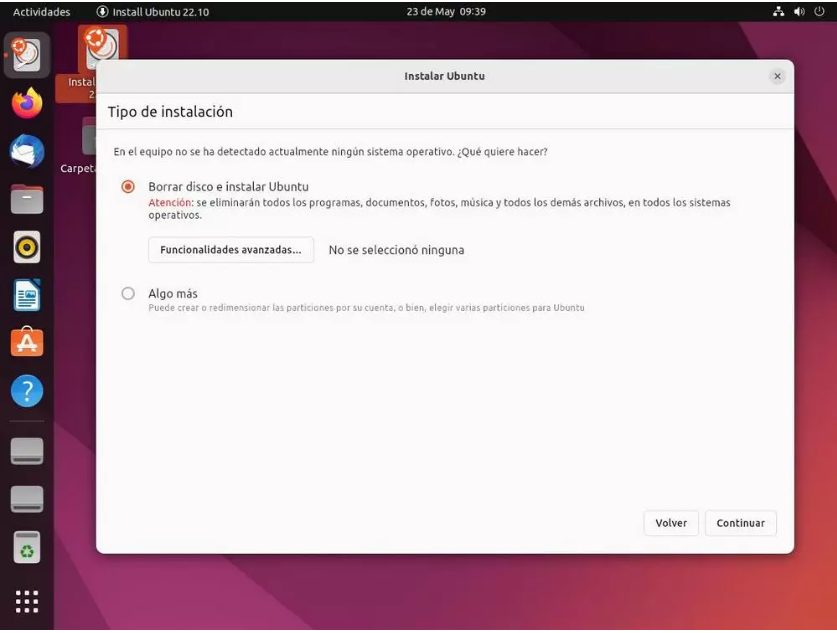 Actividades
Install Ubuntu 22.10
23 de May 09:39
Instal
2
Carpeta
Instalar Ubuntu
Tipo de instalación
En el equipo no se ha detectado actualmente ningún sistema operativo. ¿Qué quiere hacer?
Borrar disco e instalar Ubuntu
Atención: se eliminarán todos los programas, documentos, fotos, música y todos los demás archivos, en todos los sistemas
operativos.
Funcionalidades avanzadas... No se seleccionó ninguna
Algo más
Puede crear o redimensionar las particiones por su cuenta, o bien, elegir varias particiones para Ubuntu
Volver
Continuar